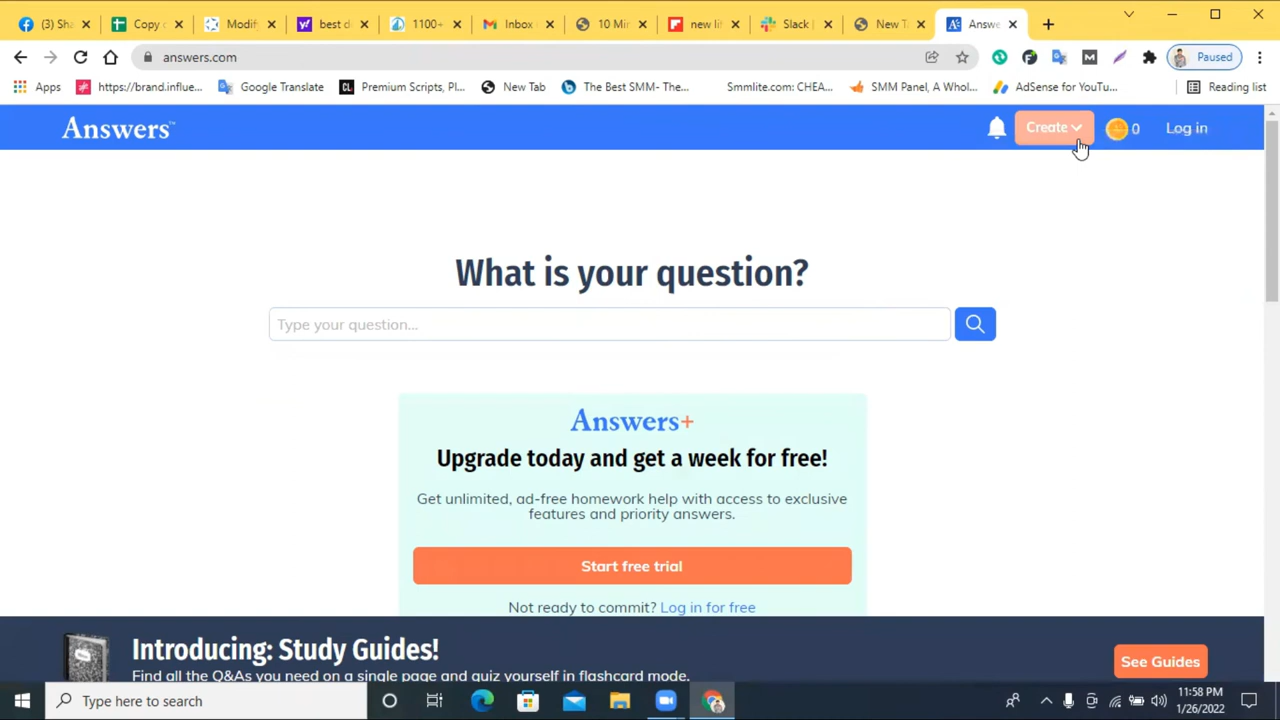 (3) Sh
Copy
Modif
best d
1100+
Inbox
10 Min
new li
Slack
New T
Answe
answers.com
Paused
Apps
https://brand.influe...
Google Translate
Premium Scripts, Pl...
New Tab
The Best SMM- The...
Smmlite.com: CHEA...
SMM Panel, A Whol...
AdSense for YouTu...
Reading list
Answers™
Create
0
Log in
What is your question?
Type your question...
Answers+
Upgrade today and get a week for free!
Get unlimited, ad-free homework help with access to exclusive
features and priority answers.
Start free trial
Not ready to commit? Log in for free
Introducing: Study Guides!
Find all the Q&As you need on a single page and quiz yourself in flashcard mode.
See Guides
Type here to search
11:58 PM
1/26/2022